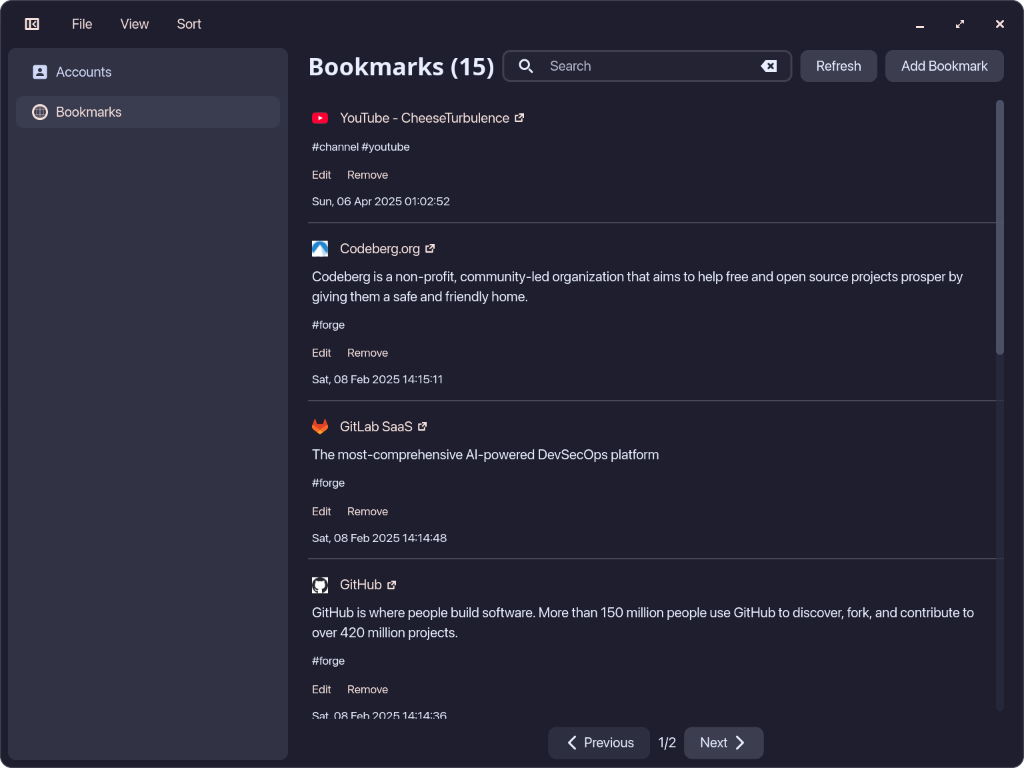 File View Sort
Accounts
Bookmarks
Bookmarks (15)
Search
Refresh
Add Bookmark
YouTube - CheeseTurbulence
#channel #youtube
Edit Remove
Sun, 06 Apr 2025 01:02:52
Codeberg.org
Codeberg is a non-profit, community-led organization that aims to help free and open source projects prosper by
giving them a safe and friendly home.
#forge
Edit Remove
Sat, 08 Feb 2025 14:15:11
GitLab SaaS
The most-comprehensive AI-powered DevSecOps platform
#forge
Edit Remove
Sat, 08 Feb 2025 14:14:48
GitHub
GitHub is where people build software. More than 150 million people use GitHub to discover, fork, and contribute to
over 420 million projects.
#forge
Edit Remove
Sat, 08 Feb 2025 14:14:36
Previous 1/2 Next